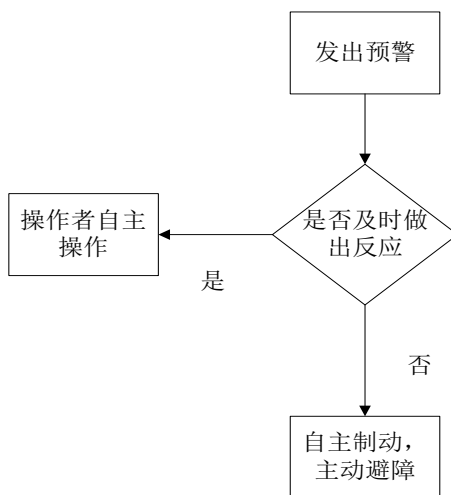 发出预警
是否及时做
出反应
操作者自主
操作
是
否
自主制动，
主动避障